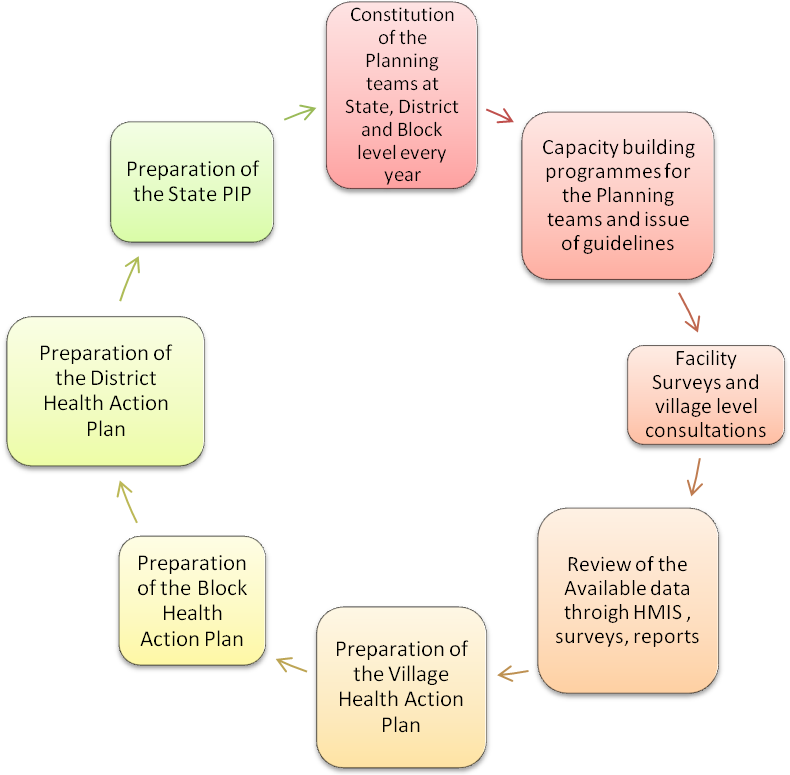 Constitution
of the
Planning
teams at
State, District
and Block
level every
year
Capacity building
programmes for
the Planning
teams and issue
of guidelines
Facility
Surveys and
village level
consultations
Review of the
Available data
throigh HMIS ,
surveys, reports
Preparation of
the Village
Health Action
Plan
Preparation
of the Block
Health
Action Plan
Preparation of
the District
Health Action
Plan
Preparation of
the State PIP